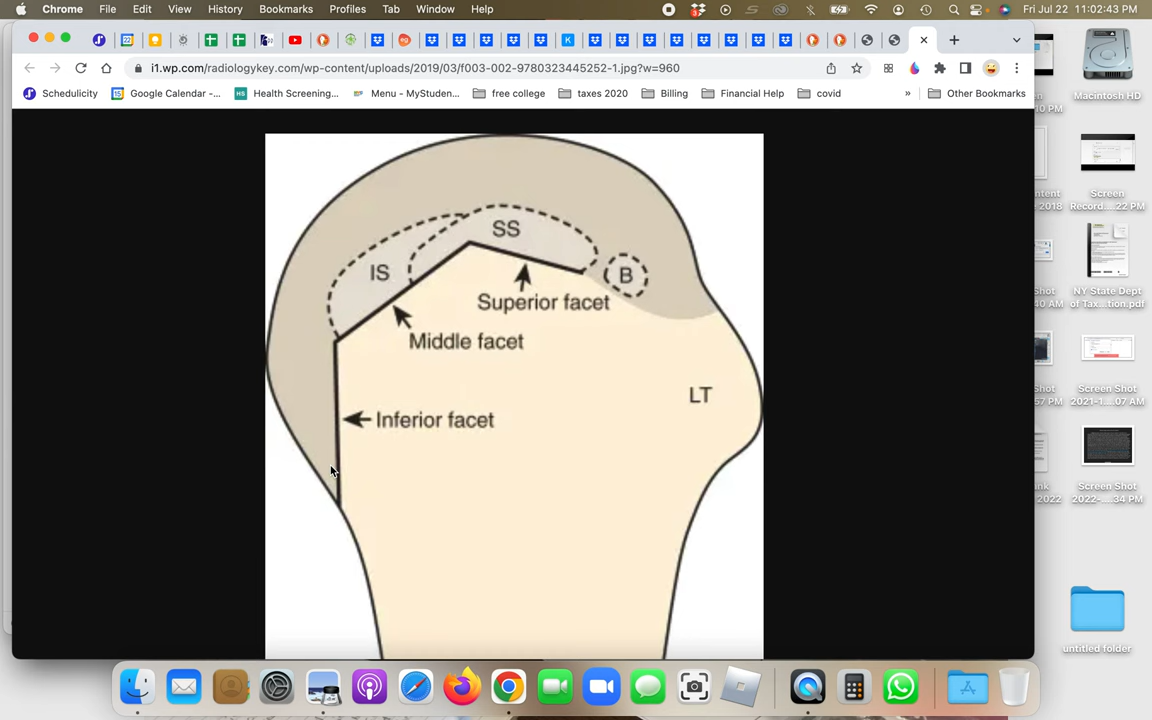 Chrome File Edit View History Bookmarks Profiles Tab Window Help Fri Jul 22 11:02:43 PM
i1.wp.com/radiologykey.com/wp-content/uploads/2019/03/f003-002-9780323445252-1.jpg?w=960
Schedulicity Google Calendar -... Health Screening... Menu - MyStuden... free college taxes 2020 Billing Financial Help covid » Other Bookmarks
SS
IS
B
Superior facet
Middle facet
LT
Inferior facet
Macintosh HD
Screen
Record....22 PM
NY State Dept
of Tax...tion.pdf
Screen Shot
2021-1....07 AM
Screen Shot
2022-....34 PM
untitled folder